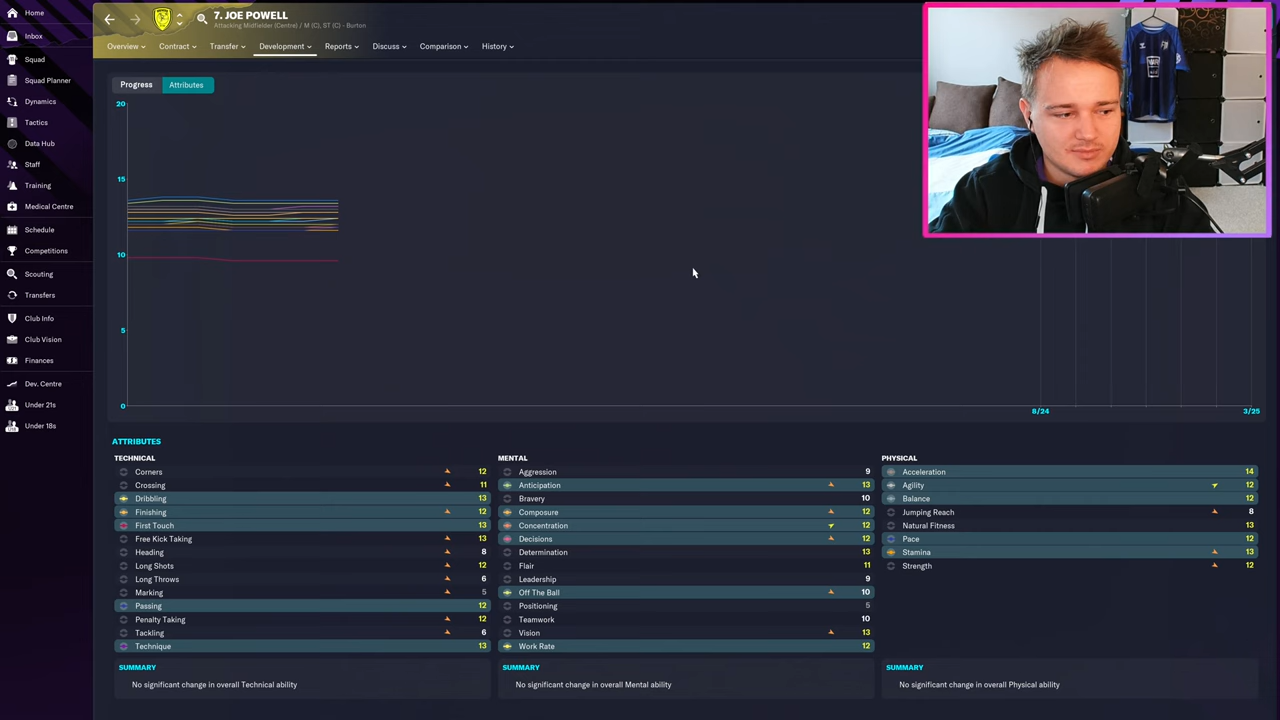 Home
Inbox
Squad
Squad Planner
Dynamics
Tactics
Data Hub
Staff
Training
Medical Centre
Schedule
Competitions
Scouting
Transfers
Club Info
Club Vision
Finances
Dev. Centre
Under 21s
Under 18s
7. JOE POWELL
Attacking Midfielder (Centre) / M (C), ST (C) - Burton
Overview Contract Transfer Development Reports Discuss Comparison History
Progress Attributes
20
15
10
5
0
8/24 3/25
ATTRIBUTES
TECHNICAL
Corners 12
Crossing 11
Dribbling 13
Finishing 12
First Touch 13
Free Kick Taking 13
Heading 8
Long Shots 12
Long Throws 6
Marking 5
Passing 12
Penalty Taking 12
Tackling 6
Technique 13
SUMMARY
No significant change in overall Technical ability
MENTAL
Aggression 9
Anticipation 13
Bravery 10
Composure 12
Concentration 12
Decisions 12
Determination 13
Flair 11
Leadership 9
Off The Ball 10
Positioning 5
Teamwork 10
Vision 13
Work Rate 12
SUMMARY
No significant change in overall Mental ability
PHYSICAL
Acceleration 14
Agility 12
Balance 12
Jumping Reach 8
Natural Fitness 13
Pace 12
Stamina 13
Strength 12
SUMMARY
No significant change in overall Physical ability